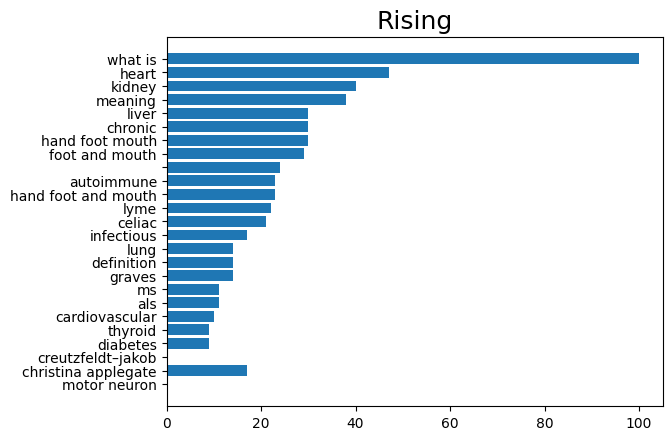 Rising
what is
heart
kidney
meaning
liver
chronic
hand foot mouth
foot and mouth
autoimmune
hand foot and mouth
lyme
celiac
infectious
lung
definition
graves
ms
als
cardiovascular
thyroid
diabetes
creutzfeldt–jakob
christina applegate
motor neuron
0 20 40 60 80 100